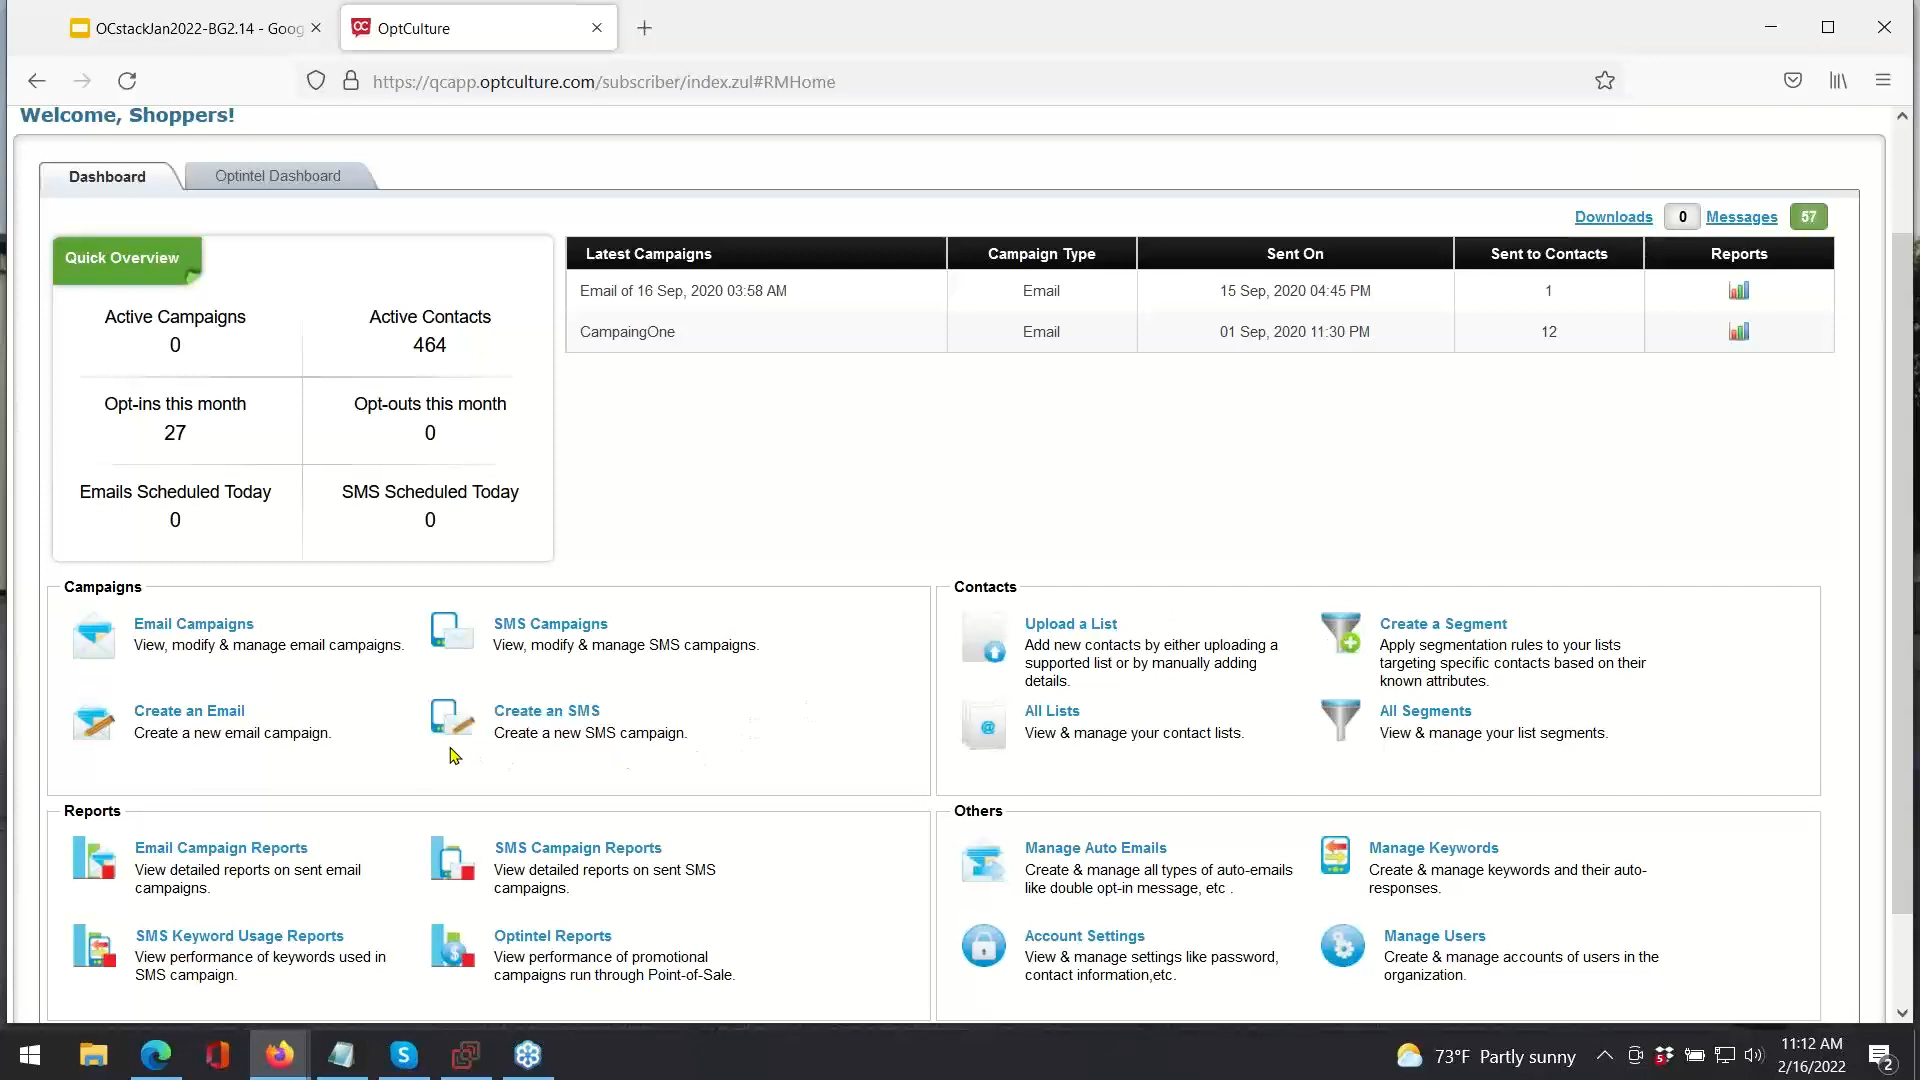 OCstackJan2022-BG2.14 - Goog
OptCulture
https://qcapp.optculture.com/subscriber/index.zul#RMHome
Welcome, Shoppers!
Dashboard
Optintel Dashboard
Downloads 0 Messages 57
Quick Overview
Active Campaigns
0
Active Contacts
464
Opt-ins this month
27
Opt-outs this month
0
Emails Scheduled Today
0
SMS Scheduled Today
0
Latest Campaigns Campaign Type Sent On Sent to Contacts Reports
Email of 16 Sep, 2020 03:58 AM Email 15 Sep, 2020 04:45 PM 1
CampaingOne Email 01 Sep, 2020 11:30 PM 12
Campaigns
Email Campaigns
View, modify & manage email campaigns.
SMS Campaigns
View, modify & manage SMS campaigns.
Create an Email
Create a new email campaign.
Create an SMS
Create a new SMS campaign.
Contacts
Upload a List
Add new contacts by either uploading a
supported list or by manually adding
details.
Create a Segment
Apply segmentation rules to your lists
targeting specific contacts based on their
known attributes.
All Lists
View & manage your contact lists.
All Segments
View & manage your list segments.
Reports
Email Campaign Reports
View detailed reports on sent email
campaigns.
SMS Campaign Reports
View detailed reports on sent SMS
campaigns.
SMS Keyword Usage Reports
View performance of keywords used in
SMS campaign.
Optintel Reports
View performance of promotional
campaigns run through Point-of-Sale.
Others
Manage Auto Emails
Create & manage all types of auto-emails
like double opt-in message, etc .
Manage Keywords
Create & manage keywords and their auto-
responses.
Account Settings
View & manage settings like password,
contact information,etc.
Manage Users
Create & manage accounts of users in the
organization.
73°F Partly sunny
11:12 AM
2/16/2022
2